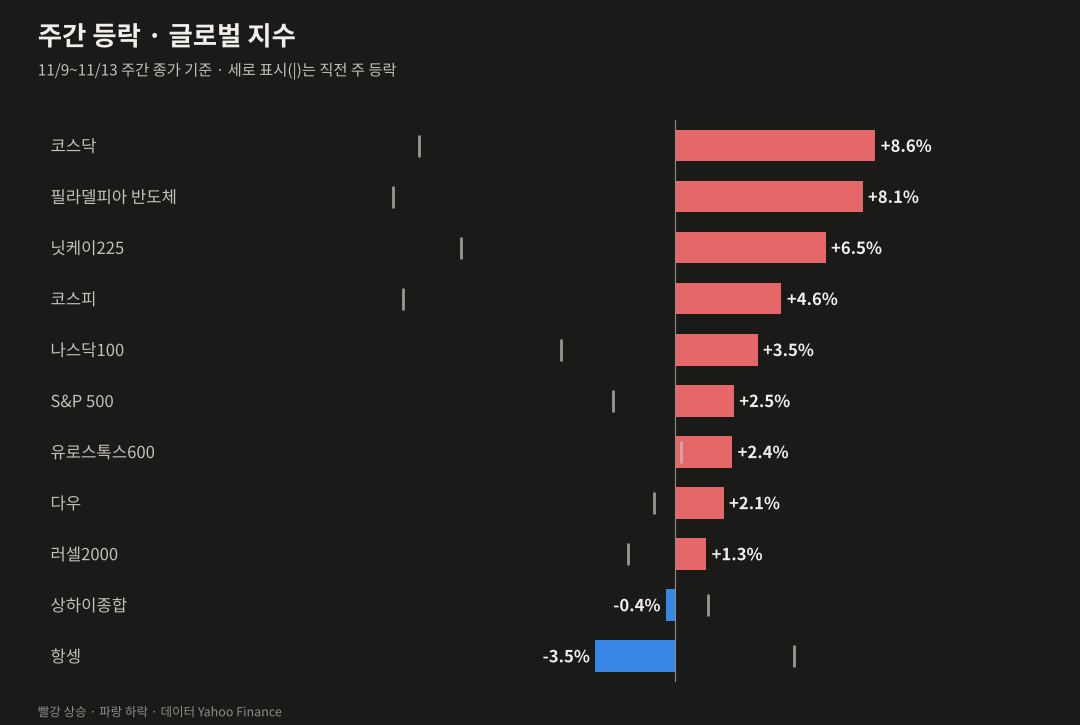 주간 등락 · 글로벌 지수
11/9~11/13 주간 종가 기준 · 세로 표시(|)는 직전 주 등락
코스닥 +8.6%
필라델피아 반도체 +8.1%
닛케이225 +6.5%
코스피 +4.6%
나스닥100 +3.5%
S&P 500 +2.5%
유로스톡스600 +2.4%
다우 +2.1%
러셀2000 +1.3%
상하이종합 -0.4%
항셍 -3.5%
빨강 상승 · 파랑 하락 · 데이터 Yahoo Finance